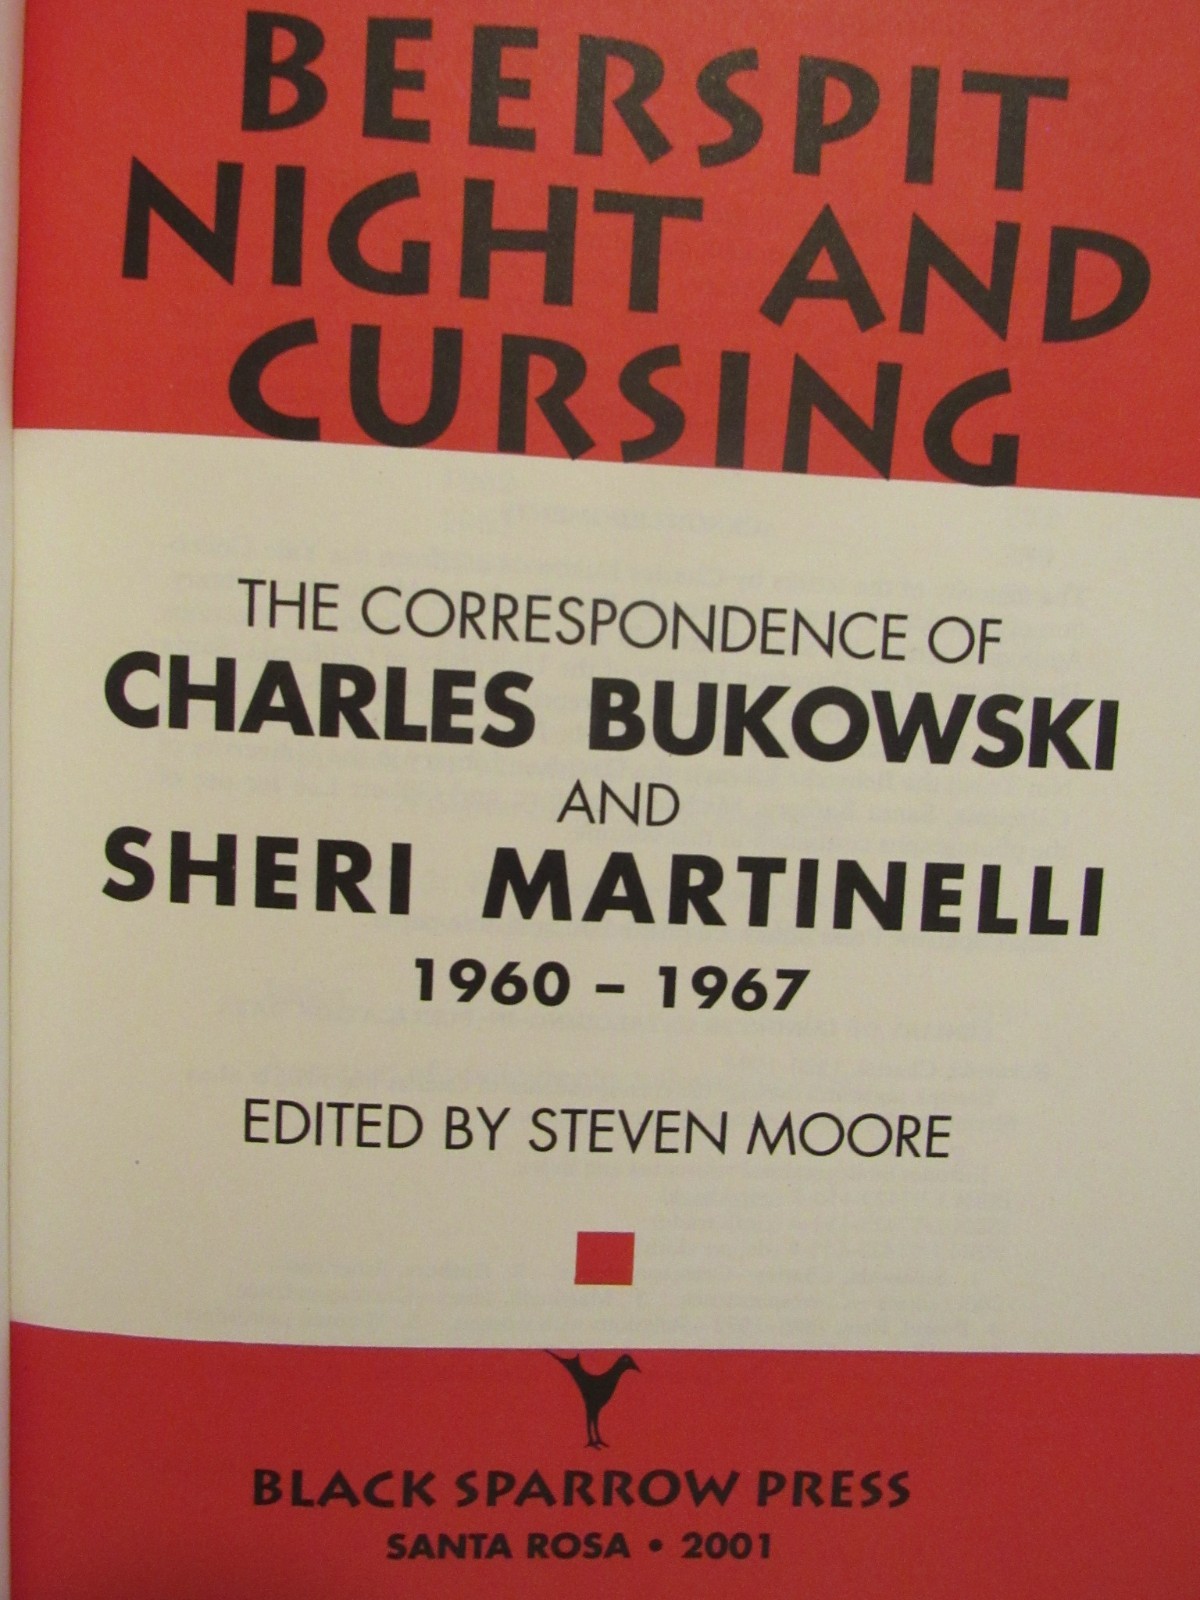 BEERSPIT
NIGHT AND
CURSING
THE CORRESPONDENCE OF
CHARLES BUKOWSKI
AND
SHERI MARTINELLI
1960 – 1967
EDITED BY STEVEN MOORE
BLACK SPARROW PRESS
SANTA ROSA • 2001